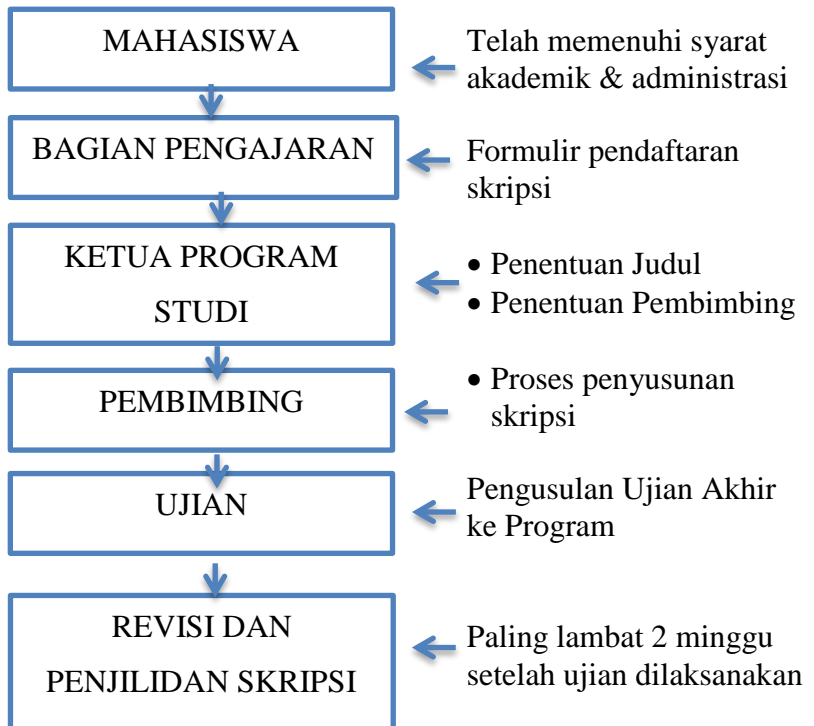 MAHASISWA
Telah memenuhi syarat
akademik & administrasi
BAGIAN PENGAJARAN
Formulir pendaftaran
skripsi
KETUA PROGRAM
STUDI
• Penentuan Judul
• Penentuan Pembimbing
PEMBIMBING
• Proses penyusunan
skripsi
UJIAN
Pengusulan Ujian Akhir
ke Program
REVISI DAN
PENJILIDAN SKRIPSI
Paling lambat 2 minggu
setelah ujian dilaksanakan